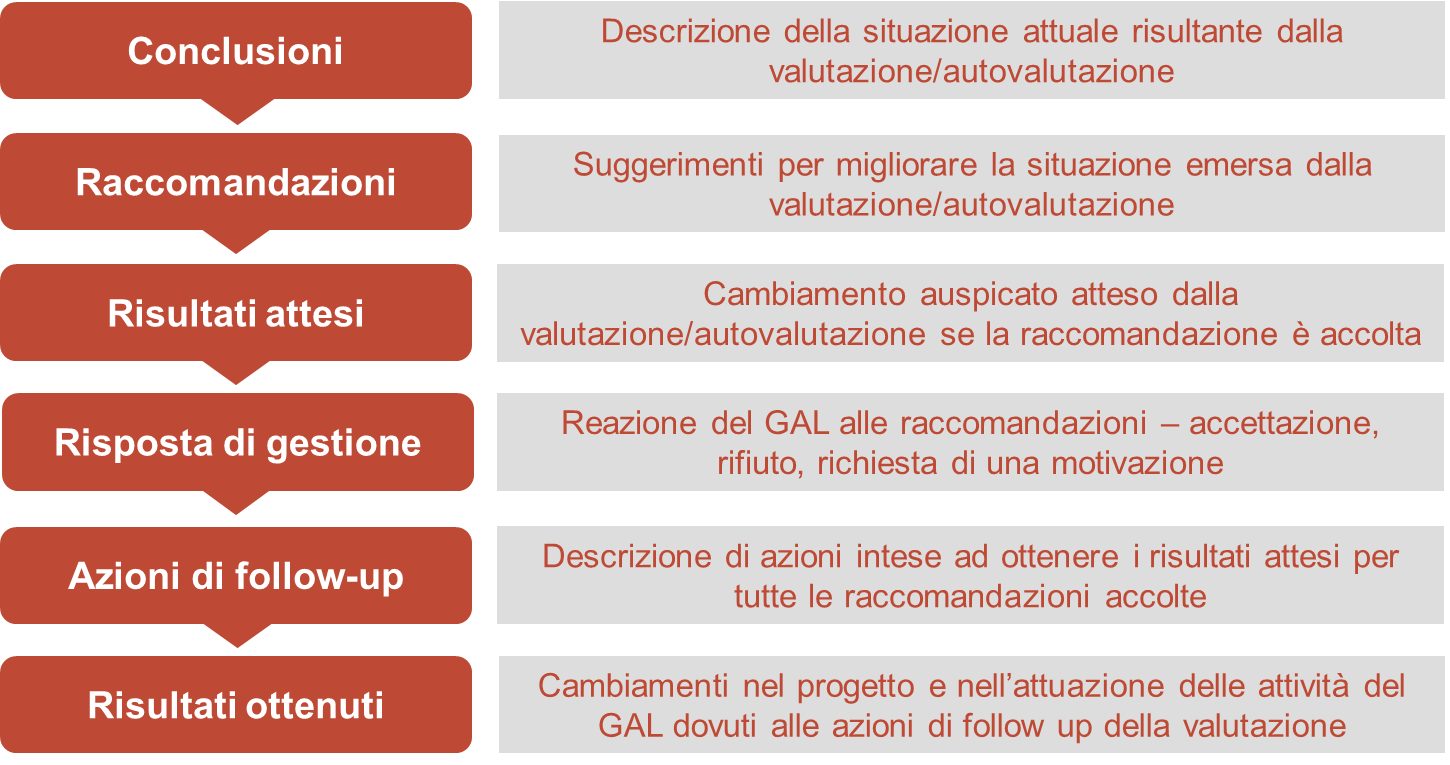 Conclusioni
Descrizione della situazione attuale risultante dalla
valutazione/autovalutazione
Raccomandazioni
Suggerimenti per migliorare la situazione emersa dalla
valutazione/autovalutazione
Risultati attesi
Cambiamento auspicato atteso dalla
valutazione/autovalutazione se la raccomandazione è accolta
Risposta di gestione
Reazione del GAL alle raccomandazioni – accettazione,
rifiuto, richiesta di una motivazione
Azioni di follow-up
Descrizione di azioni intese ad ottenere i risultati attesi per
tutte le raccomandazioni accolte
Risultati ottenuti
Cambiamenti nel progetto e nell’attuazione delle attività del
GAL dovuti alle azioni di follow up della valutazione